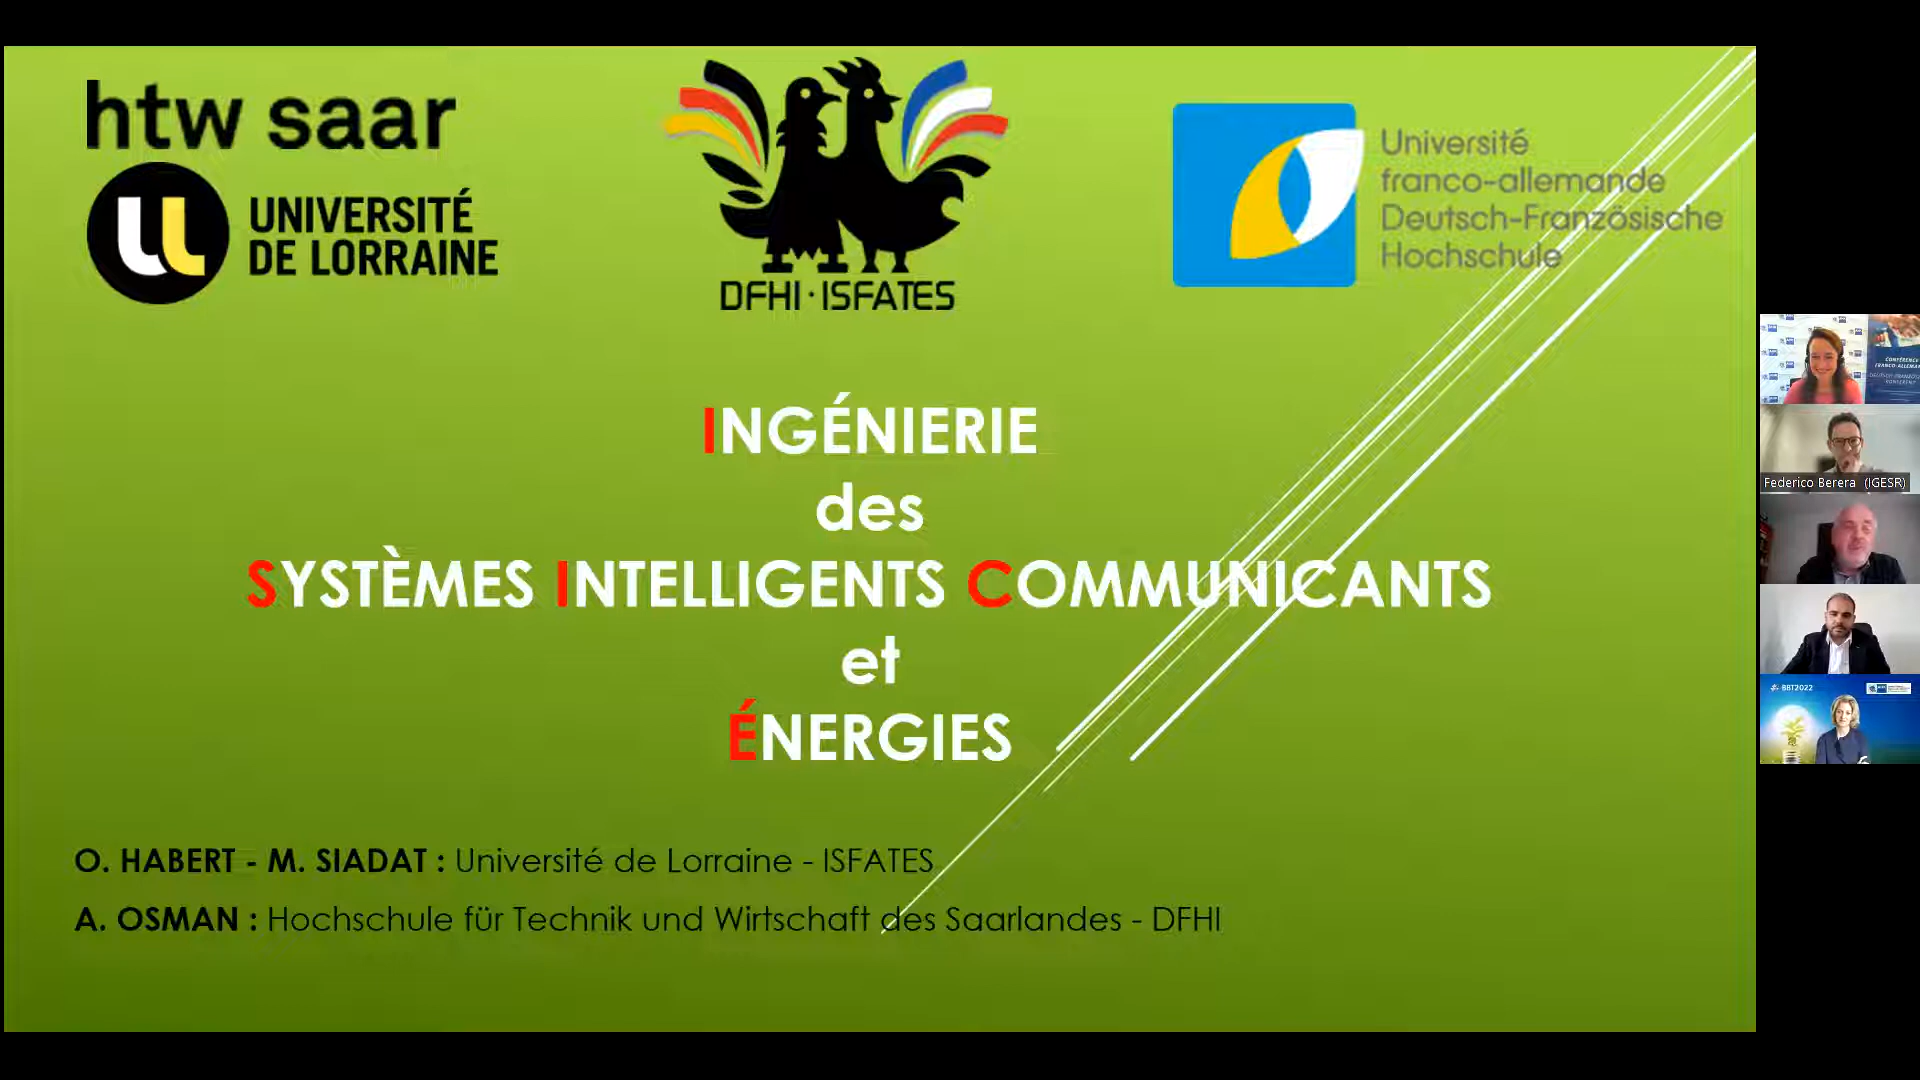 htw saar
UNIVERSITÉ
DE LORRAINE
DFHI · ISFATES
Université
franco-allemande
Deutsch-Französische
Hochschule
INGÉNIERIE
des
SYSTÈMES INTELLIGENTS COMMUNICANTS
et
ÉNERGIES
O. HABERT - M. SIADAT : Université de Lorraine - ISFATES
A. OSMAN : Hochschule für Technik und Wirtschaft des Saarlandes - DFHI
CONFÉRENCE
Federico Berera (IGESR)
BBT2022